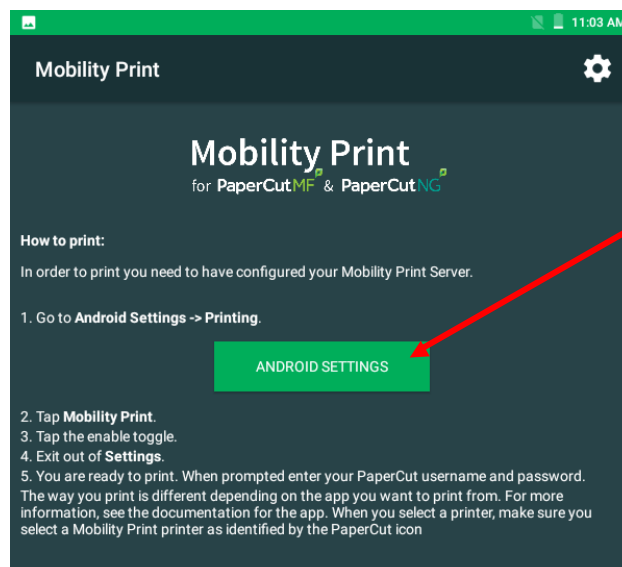 11:03 AM
Mobility Print
Mobility Print
for PaperCutMF & PaperCutNG
How to print:
In order to print you need to have configured your Mobility Print Server.
1. Go to Android Settings -> Printing.
ANDROID SETTINGS
2. Tap Mobility Print.
3. Tap the enable toggle.
4. Exit out of Settings.
5. You are ready to print. When prompted enter your PaperCut username and password.
The way you print is different depending on the app you want to print from. For more
information, see the documentation for the app. When you select a printer, make sure you
select a Mobility Print printer as identified by the PaperCut icon